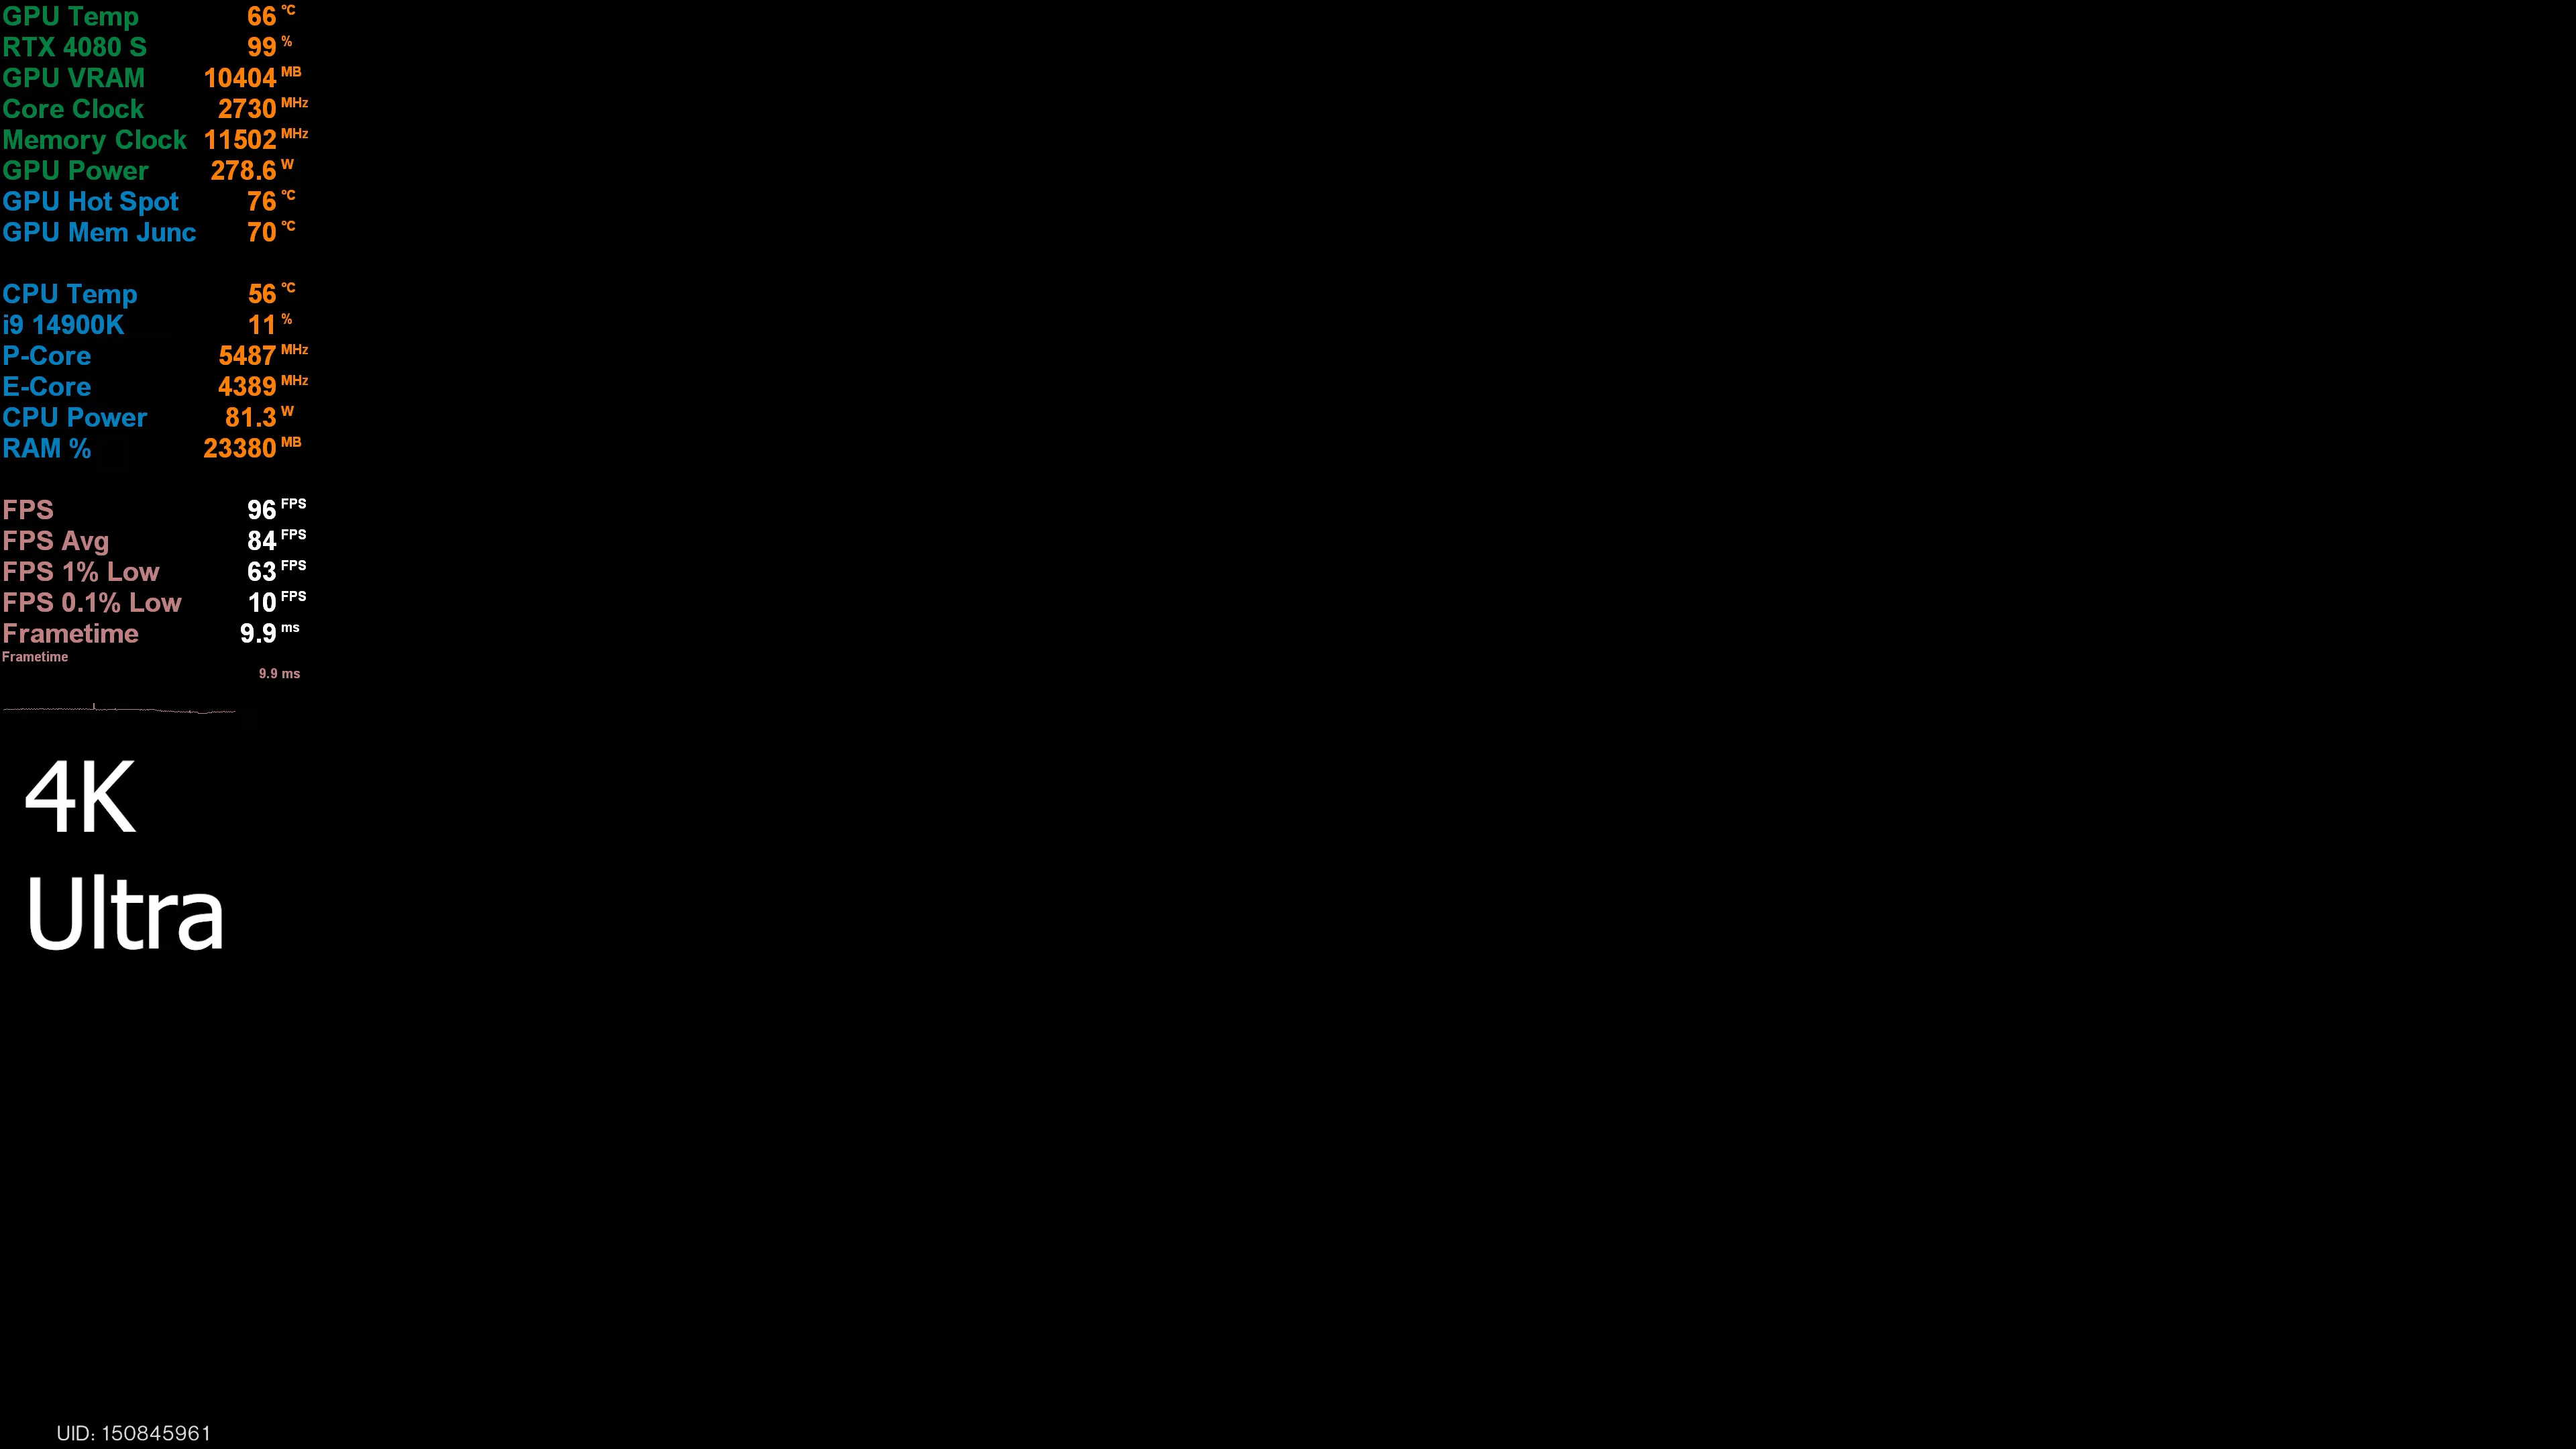 GPU Temp 66 °C
RTX 4080 S 99 %
GPU VRAM 10404 MB
Core Clock 2730 MHz
Memory Clock 11502 MHz
GPU Power 278.6 W
GPU Hot Spot 76 °C
GPU Mem Junc 70 °C
CPU Temp 56 °C
i9 14900K 11 %
P-Core 5487 MHz
E-Core 4389 MHz
CPU Power 81.3 W
RAM % 23380 MB
FPS 96 FPS
FPS Avg 84 FPS
FPS 1% Low 63 FPS
FPS 0.1% Low 10 FPS
Frametime 9.9 ms
Frametime
9.9 ms
4K
Ultra
UID: 150845961